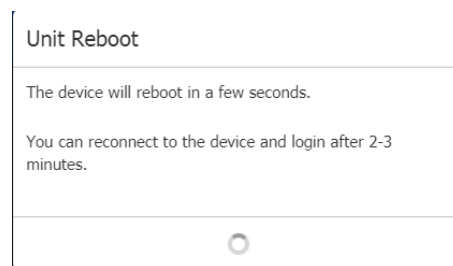 Unit Reboot
The device will reboot in a few seconds.
You can reconnect to the device and login after 2-3
minutes.